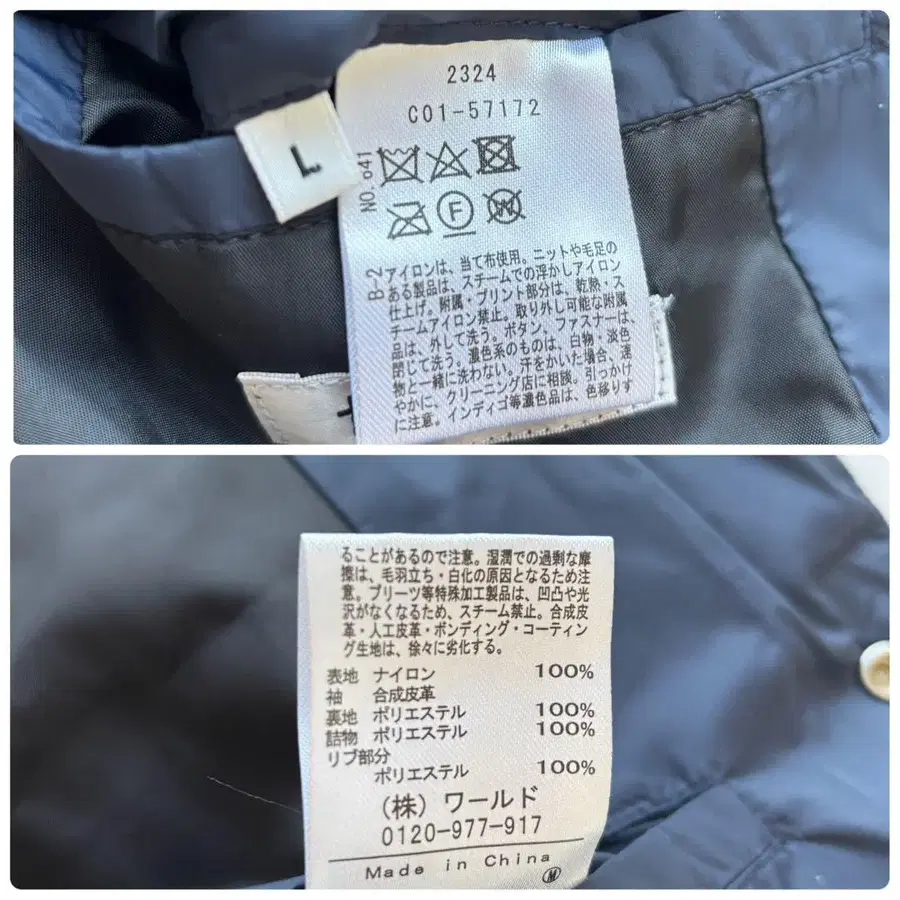 L
2324
C01-57172
NO.641
F
W
B-2
アイロンは、当て布使用。ニットや毛足の
ある製品は、スチームでの浮かしアイロン
仕上げ。附属・プリント部分は、乾熱・ス
チームアイロン禁止。取り外し可能な附属
品は、外して洗う。ボタン、ファスナーは、
閉じて洗う。濃色系のものは、白物・淡色
物と一緒に洗わない。汗をかいた場合、速
やかに、クリーニング店に相談。引っかけ
に注意。インディゴ等濃色品は、色移りす
ることがあるので注意。湿潤での過剰な摩
擦は、毛羽立ち・白化の原因となるため注
意。プリーツ等特殊加工製品は、凹凸や光
沢がなくなるため、スチーム禁止。合成皮
革・人工皮革・ボンディング・コーティン
グ生地は、徐々に劣化する。
表地 ナイロン 100%
袖 合成皮革
裏地 ポリエステル 100%
詰物 ポリエステル 100%
リブ部分
ポリエステル 100%
(株) ワールド
0120-977-917
Made in China
M